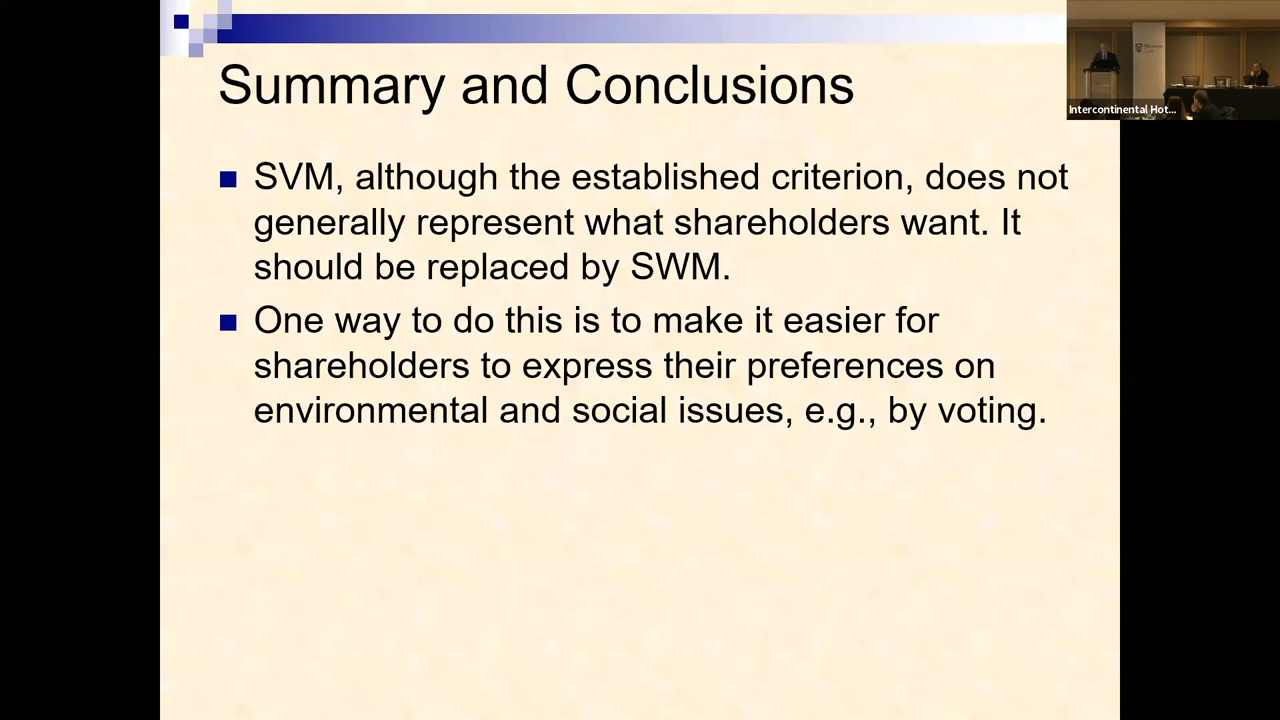 Summary and Conclusions
SVM, although the established criterion, does not
generally represent what shareholders want. It
should be replaced by SWM.
One way to do this is to make it easier for
shareholders to express their preferences on
environmental and social issues, e.g., by voting.
Western
Intercontinental Hot...